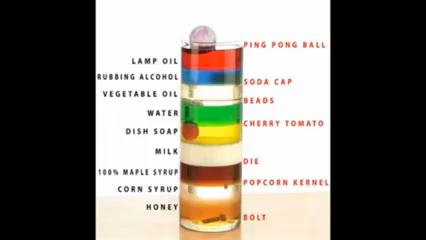 PING PONG BALL
LAMP OIL
RUBBING ALCOHOL
SODA CAP
VEGETABLE OIL
BEADS
WATER
CHERRY TOMATO
DISH SOAP
MILK
DIE
100% MAPLE SYRUP
POPCORN KERNEL
CORN SYRUP
HONEY
BOLT